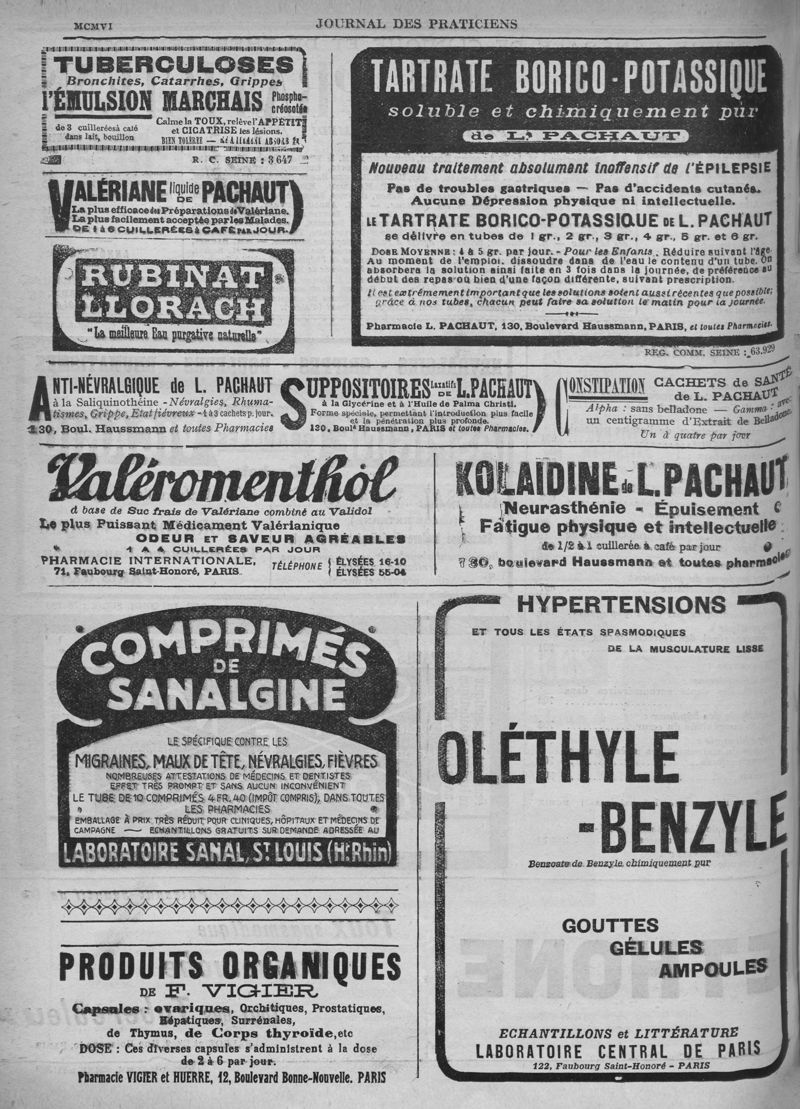 MCMVI
JOURNAL DES PRATICIENS
TUBERCULOSES
Bronchites, Catarrhes, Grippes
l'ÉMULSION MARCHAIS Phospho-
créosotée
de 3 cuilleréesà café
dans lait, bouillon
Calme la TOUX, relève l'APPÉTIT
et CICATRISE les lésions.
BIEN TOLÉRÉE
R. C. SEINE : 3647
VALÉRIANE liquide DE PACHAUT
La plus efficace des Préparations de Valériane.
La plus facilement acceptée par les Malades.
DE 1 à 6 CUILLERÉES à CAFÉ PAR JOUR.
RUBINAT
LLORACH
"La meilleure Eau purgative naturelle"
TARTRATE BORICO-POTASSIQUE
soluble et chimiquement pur
de L. PACHAUT
Nouveau traitement absolument inoffensif de l'ÉPILEPSIE
Pas de troubles gastriques — Pas d'accidents cutanés.
Aucune Dépression physique ni intellectuelle.
LE TARTRATE BORICO-POTASSIQUE DE L. PACHAUT
se délivre en tubes de 1 gr., 2 gr., 3 gr., 4 gr., 5 gr. et 6 gr.
DOSE MOYENNE : 4 à 5 gr. par jour. - Pour les Enfants. Réduire suivant l'âge
Au moment de l'emploi, dissoudre dans de l'eau le contenu d'un tube. On
absorbera la solution ainsi faite en 3 fois dans la journée, de préférence au
début des repas ou bien d'une façon différente, suivant prescription.
Il est extrêmement important que les solutions soient aussi récentes que possible;
grâce à nos tubes, chacun peut faire sa solution le matin pour la journée.
Pharmacie L. PACHAUT, 130, Boulevard Haussmann, PARIS, et toutes Pharmacies.
REG. COMM. SEINE : 63.929
ANTI-NÉVRALGIQUE de L. PACHAUT
à la Saliquinothéine - Névralgies, Rhuma-
tismes, Grippe, Etat fiévreux - 1 à 3 cachets p. jour.
130, Boul. Haussmann et toutes Pharmacies
SUPPOSITOIRES laxatifs DE L. PACHAUT
à la Glycérine et à l'Huile de Palma Christi.
Forme spéciale, permettant l'introduction plus facile
et la pénétration plus profonde.
130, Boulᵈ Haussmann, PARIS et toutes Pharmacies.
CONSTIPATION CACHETS de SANTÉ
de L. PACHAUT
Alpha : sans belladone — Gamma : avec
un centigramme d'Extrait de Belladone.
Un à quatre par jour
Valéromenthol
à base de Suc frais de Valériane combiné au Validol
Le plus Puissant Médicament Valérianique
ODEUR ET SAVEUR AGRÉABLES
1 A 4 CUILLERÉES PAR JOUR
PHARMACIE INTERNATIONALE,
71, Faubourg Saint-Honoré, PARIS.
TÉLÉPHONE
ÉLYSÉES 16-10
ÉLYSÉES 55-04
KOLAÏDINE de L. PACHAUT
Neurasthénie - Épuisement
Fatigue physique et intellectuelle
de 1/2 à 1 cuillerée à café par jour
130, boulevard Haussmann et toutes pharmacies
COMPRIMÉS
DE
SANALGINE
LE SPÉCIFIQUE CONTRE LES
MIGRAINES, MAUX DE TÊTE, NÉVRALGIES, FIÈVRES
NOMBREUSES ATTESTATIONS DE MÉDECINS ET DENTISTES
EFFET TRÈS PROMPT ET SANS AUCUN INCONVÉNIENT
LE TUBE DE 10 COMPRIMÉS 4 FR. 40 (IMPÔT COMPRIS), DANS TOUTES
LES PHARMACIES
EMBALLAGE À PRIX TRÈS RÉDUIT POUR CLINIQUES, HÔPITAUX ET MÉDECINS DE
CAMPAGNE — ECHANTILLONS GRATUITS SUR DEMANDE ADRESSÉE AU
LABORATOIRE SANAL, ST LOUIS (Ht Rhin)
PRODUITS ORGANIQUES
DE F. VIGIER
Capsules : ovariques, Orchitiques, Prostatiques,
Hépatiques, Surrénales,
de Thymus, de Corps thyroïde, etc
DOSE : Ces diverses capsules s'administrent à la dose
de 2 à 6 par jour.
Pharmacie VIGIER et HUERRE, 12, Boulevard Bonne-Nouvelle. PARIS
HYPERTENSIONS
ET TOUS LES ÉTATS SPASMODIQUES
DE LA MUSCULATURE LISSE
OLÉTHYLE
-BENZYLE
Benzoate de Benzyle chimiquement pur
GOUTTES
GÉLULES
AMPOULES
ECHANTILLONS et LITTÉRATURE
LABORATOIRE CENTRAL DE PARIS
122, Faubourg Saint-Honoré - PARIS